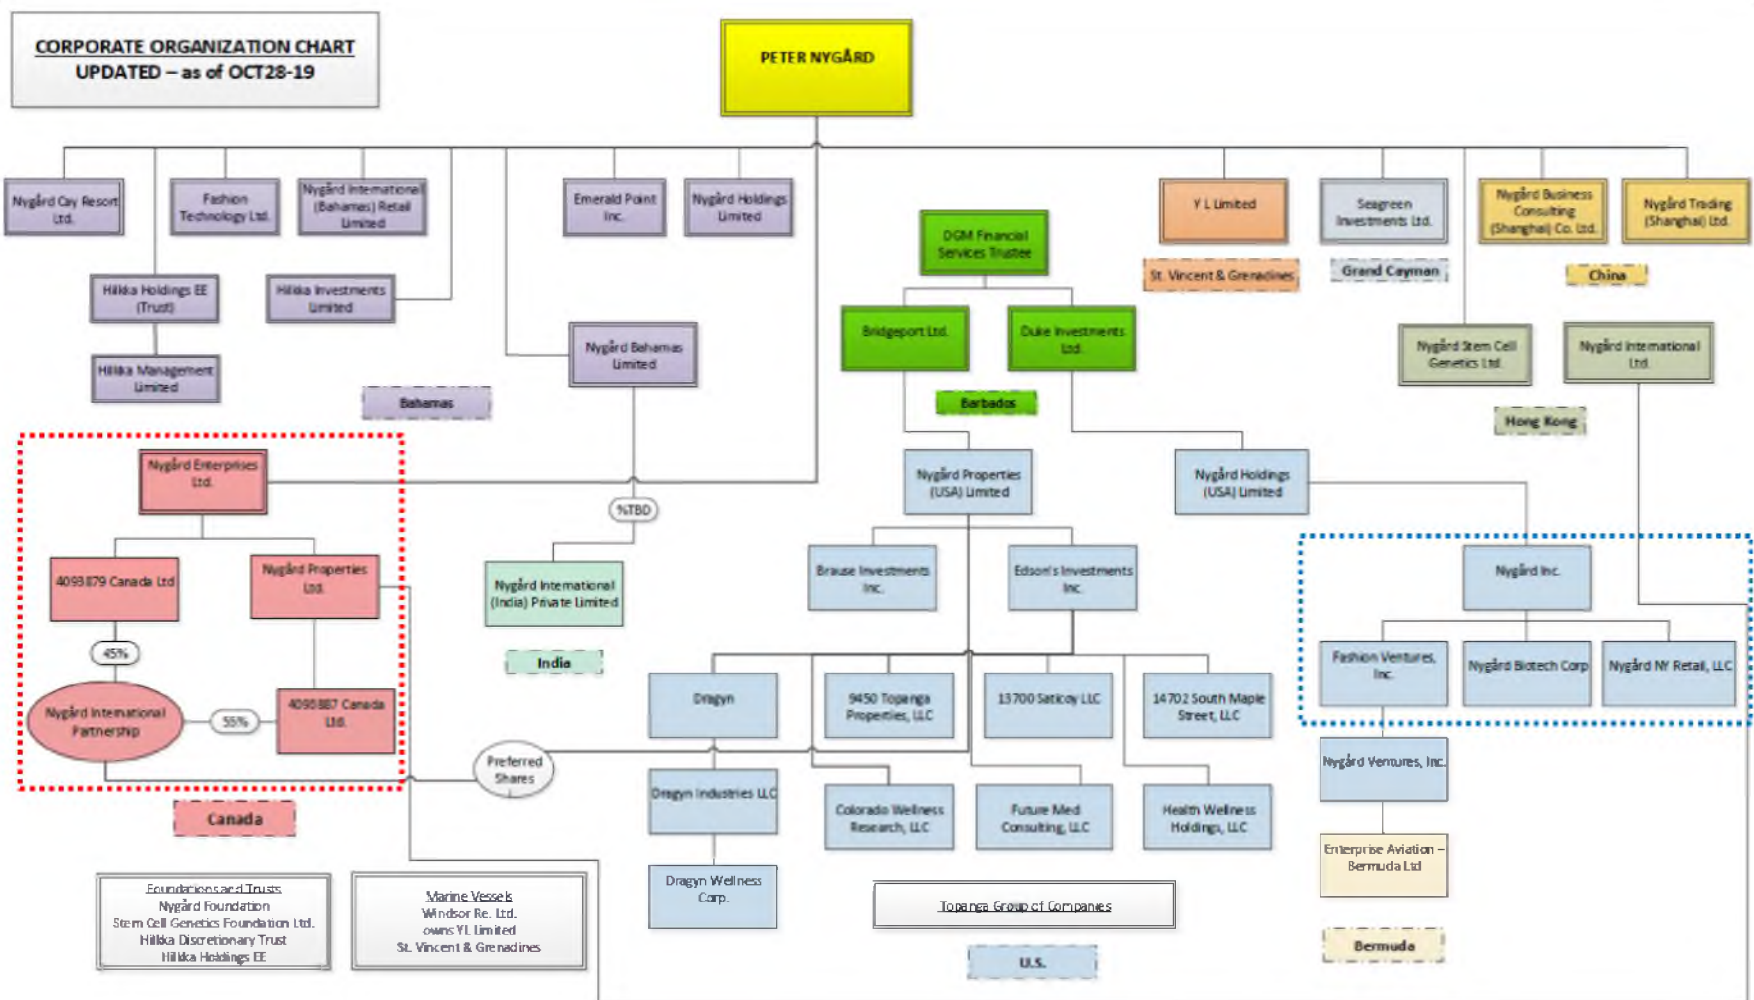 CORPORATE ORGANIZATION CHART
UPDATED – as of OCT28-19
PETER NYGÅRD
Nygård Cay Resort
Ltd.
Fashion
Technology Ltd.
Nygård International
(Bahamas) Retail
Limited
Emerald Point
Inc.
Nygård Holdings
Limited
Y L Limited
Seagreen
Investments Ltd.
Nygård Business
Consulting
(Shanghai) Co. Ltd.
Nygård Trading
(Shanghai) Ltd.
DGM Financial
Services Trustee
St. Vincent & Grenadines
Grand Cayman
China
Hilkka Holdings EE
(Trust)
Hilkka Investments
Limited
Nygård Bahamas
Limited
Bridgeport Ltd.
Duke Investments
Ltd.
Nygård Stem Cell
Genetics Ltd.
Nygård International
Ltd.
Hilkka Management
Limited
Bahamas
Barbados
Hong Kong
Nygård Enterprises
Ltd.
Nygård Properties
(USA) Limited
Nygård Holdings
(USA) Limited
%TBD
4093879 Canada Ltd
Nygård Properties
Ltd.
Nygård International
(India) Private Limited
Brause Investments
Inc.
Edson's Investments
Inc.
Nygård Inc.
45%
India
Fashion Ventures,
Inc.
Nygård Biotech Corp
Nygård NY Retail, LLC
Nygård International
Partnership
55%
4093887 Canada
Ltd.
Dragyn
9450 Topanga
Properties, LLC
13700 Saticoy LLC
14702 South Maple
Street, LLC
Preferred
Shares
Dragyn Industries LLC
Colorado Wellness
Research, LLC
Future Med
Consulting, LLC
Health Wellness
Holdings, LLC
Nygård Ventures, Inc.
Canada
Enterprise Aviation –
Bermuda Ltd
Foundations and Trusts
Nygård Foundation
Stem Cell Genetics Foundation Ltd.
Hilkka Discretionary Trust
Hilkka Holdings EE
Marine Vessels
Windsor Re. Ltd.
owns YL Limited
St. Vincent & Grenadines
Dragyn Wellness
Corp.
Topanga Group of Companies
U.S.
Bermuda